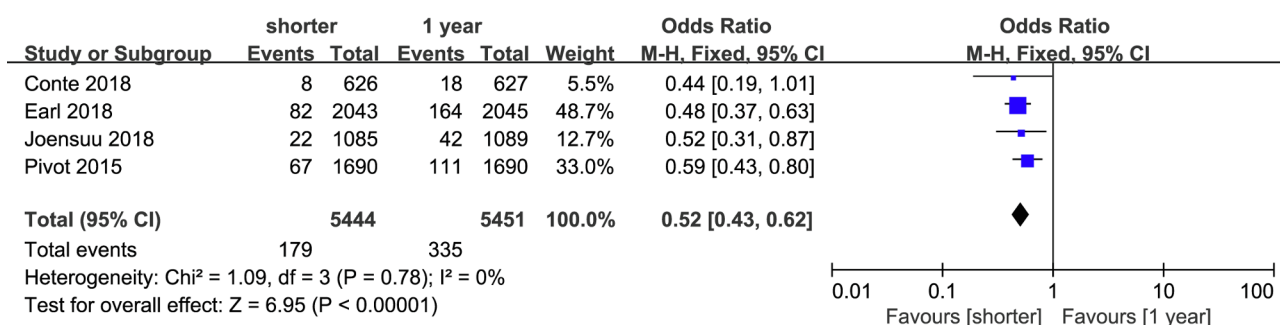 shorter 1 year Odds Ratio Odds Ratio
Study or Subgroup Events Total Events Total Weight M-H, Fixed, 95% CI M-H, Fixed, 95% CI
Conte 2018 8 626 18 627 5.5% 0.44 [0.19, 1.01]
Earl 2018 82 2043 164 2045 48.7% 0.48 [0.37, 0.63]
Joensuu 2018 22 1085 42 1089 12.7% 0.52 [0.31, 0.87]
Pivot 2015 67 1690 111 1690 33.0% 0.59 [0.43, 0.80]
Total (95% CI) 5444 5451 100.0% 0.52 [0.43, 0.62]
Total events 179 335
Heterogeneity: Chi² = 1.09, df = 3 (P = 0.78); I² = 0%
Test for overall effect: Z = 6.95 (P < 0.00001)
0.01 0.1 1 10 100
Favours [shorter] Favours [1 year]